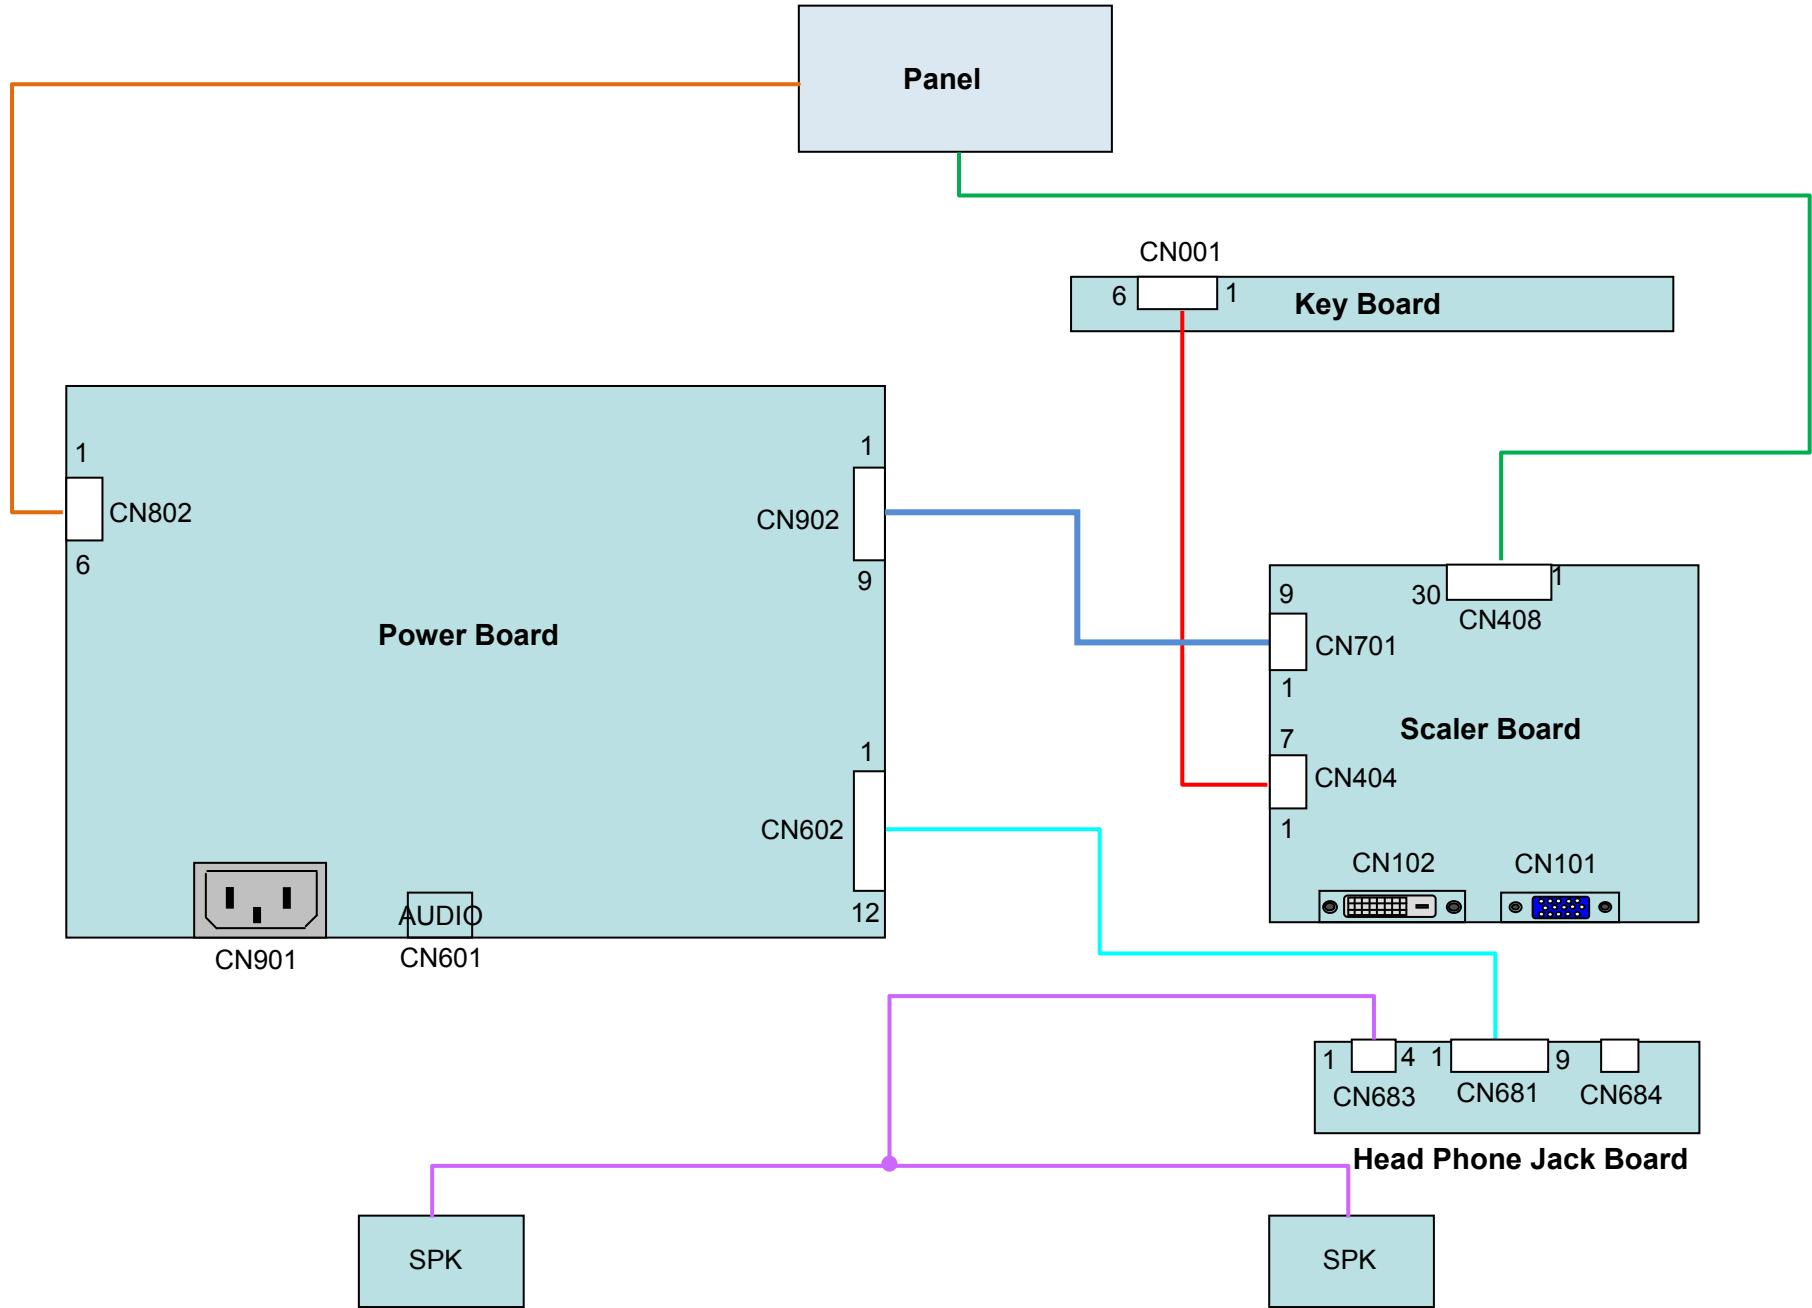 Panel
CN001
6
1
Key Board
1
CN802
6
1
CN902
9
Power Board
1
CN602
12
AUDIO
CN901
CN601
30
1
CN408
9
CN701
1
Scaler Board
7
CN404
1
CN102
CN101
1
4
1
9
CN683
CN681
CN684
Head Phone Jack Board
SPK
SPK